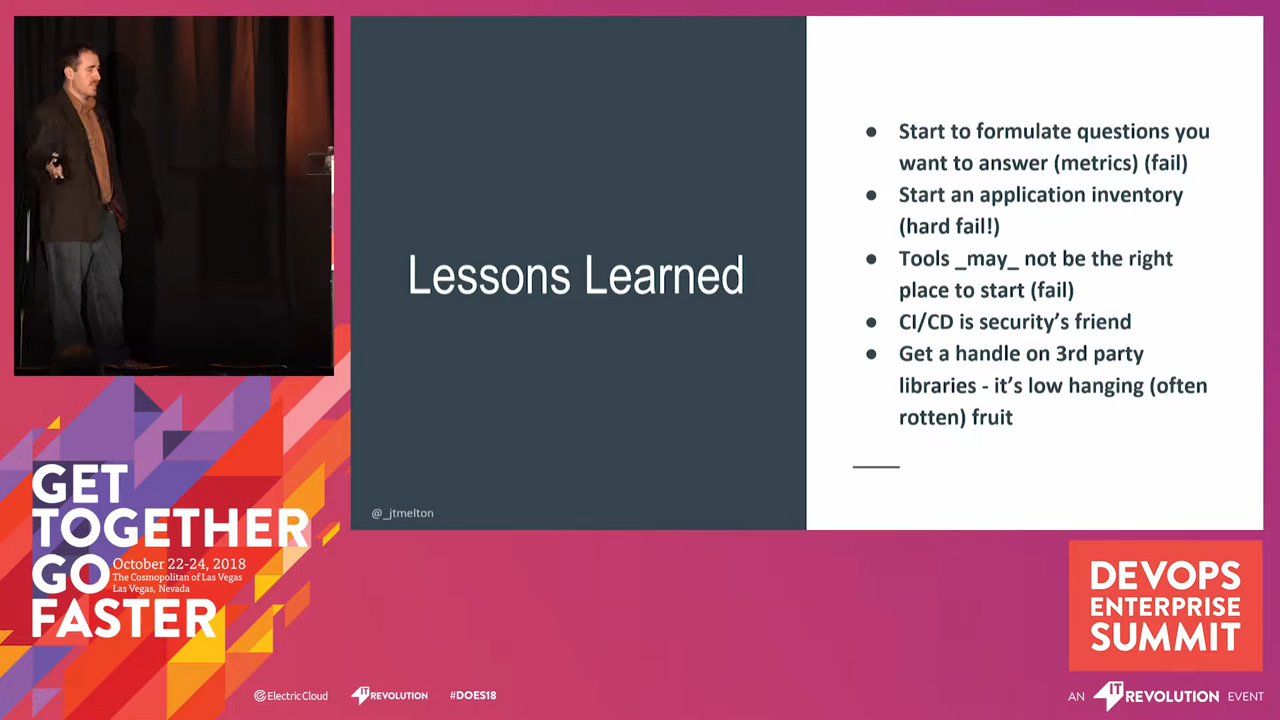 Lessons Learned
@_jtmelton
● Start to formulate questions you
want to answer (metrics) (fail)
● Start an application inventory
(hard fail!)
● Tools _may_ not be the right
place to start (fail)
● CI/CD is security's friend
● Get a handle on 3rd party
libraries - it's low hanging (often
rotten) fruit
GET
TOGETHER
GO
FASTER
October 22-24, 2018
The Cosmopolitan of Las Vegas
Las Vegas, Nevada
ElectricCloud
IT REVOLUTION
#DOES18
DEVOPS
ENTERPRISE
SUMMIT
AN IT REVOLUTION EVENT